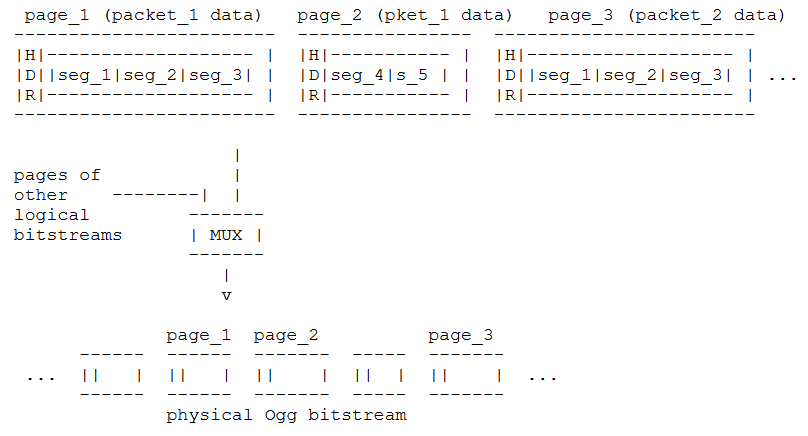 page_1 (packet_1 data)   page_2 (pket_1 data)   page_3 (packet_2 data)
--------------------------  -----------------  --------------------------
|H|------------------- |  |H|----------- |  |H|------------------- |
|D||seg_1|seg_2|seg_3| |  |D|seg_4|s_5 | |  |D||seg_1|seg_2|seg_3| | ...
|R|------------------- |  |R|----------- |  |R|------------------- |
--------------------------  -----------------  --------------------------

                      |
pages of              |
other     --------|   |
logical          -------
bitstreams       | MUX |
                 -------
                    |
                    v

               page_1  page_2          page_3
       ------  ------  -------  -----  -------
  ...  ||   |  ||   |  ||    |  ||  |  ||    |  ...
       ------  ------  -------  -----  -------
               physical Ogg bitstream